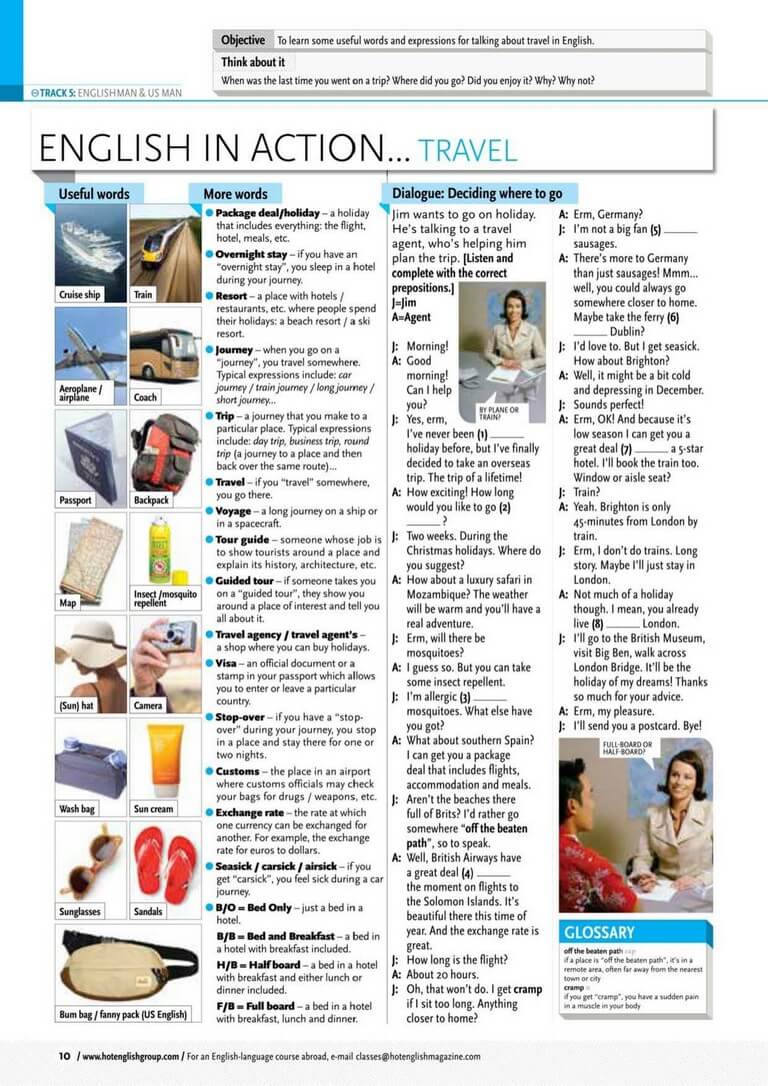 Objective To learn some useful words and expressions for talking about travel in English.
Think about it
When was the last time you went on a trip? Where did you go? Did you enjoy it? Why? Why not?
TRACK 5: ENGLISHMAN & US MAN
ENGLISH IN ACTION... TRAVEL
Useful words
Cruise ship
Train
Aeroplane /
airplane
Coach
Passport
Backpack
Map
Insect /mosquito
repellent
(Sun) hat
Camera
Wash bag
Sun cream
Sunglasses
Sandals
Bum bag / fanny pack (US English)
More words
Package deal/holiday – a holiday
that includes everything: the flight,
hotel, meals, etc.
Overnight stay – if you have an
“overnight stay”, you sleep in a hotel
during your journey.
Resort – a place with hotels /
restaurants, etc. where people spend
their holidays: a beach resort / a ski
resort.
Journey – when you go on a
“journey”, you travel somewhere.
Typical expressions include: car
journey / train journey / long journey /
short journey...
Trip – a journey that you make to a
particular place. Typical expressions
include: day trip, business trip, round
trip (a journey to a place and then
back over the same route)...
Travel – if you “travel” somewhere,
you go there.
Voyage – a long journey on a ship or
in a spacecraft.
Tour guide – someone whose job is
to show tourists around a place and
explain its history, architecture, etc.
Guided tour – if someone takes you
on a “guided tour”, they show you
around a place of interest and tell you
all about it.
Travel agency / travel agent's –
a shop where you can buy holidays.
Visa – an official document or a
stamp in your passport which allows
you to enter or leave a particular
country.
Stop-over – if you have a “stop-
over” during your journey, you stop
in a place and stay there for one or
two nights.
Customs – the place in an airport
where customs officials may check
your bags for drugs / weapons, etc.
Exchange rate – the rate at which
one currency can be exchanged for
another. For example, the exchange
rate for euros to dollars.
Seasick / carsick / airsick – if you
get “carsick”, you feel sick during a car
journey.
B/O = Bed Only – just a bed in a
hotel.
B/B = Bed and Breakfast – a bed in
a hotel with breakfast included.
H/B = Half board – a bed in a hotel
with breakfast and either lunch or
dinner included.
F/B = Full board – a bed in a hotel
with breakfast, lunch and dinner.
Dialogue: Deciding where to go
Jim wants to go on holiday.
He's talking to a travel
agent, who's helping him
plan the trip. [Listen and
complete with the correct
prepositions.]
J=Jim
A=Agent
J: Morning!
A: Good
morning!
Can I help
you?
BY PLANE OR
TRAIN?
J: Yes, erm,
I've never been (1) ______
holiday before, but I've finally
decided to take an overseas
trip. The trip of a lifetime!
A: How exciting! How long
would you like to go (2)
______?
J: Two weeks. During the
Christmas holidays. Where do
you suggest?
A: How about a luxury safari in
Mozambique? The weather
will be warm and you'll have a
real adventure.
J: Erm, will there be
mosquitoes?
A: I guess so. But you can take
some insect repellent.
J: I'm allergic (3) ______
mosquitoes. What else have
you got?
A: What about southern Spain?
I can get you a package
deal that includes flights,
accommodation and meals.
J: Aren't the beaches there
full of Brits? I'd rather go
somewhere “off the beaten
path”, so to speak.
A: Well, British Airways have
a great deal (4) ______
the moment on flights to
the Solomon Islands. It's
beautiful there this time of
year. And the exchange rate is
great.
J: How long is the flight?
A: About 20 hours.
J: Oh, that won't do. I get cramp
if I sit too long. Anything
closer to home?
A: Erm, Germany?
J: I'm not a big fan (5) ______
sausages.
A: There's more to Germany
than just sausages! Mmm...
well, you could always go
somewhere closer to home.
Maybe take the ferry (6)
______ Dublin?
J: I'd love to. But I get seasick.
How about Brighton?
A: Well, it might be a bit cold
and depressing in December.
J: Sounds perfect!
A: Erm, OK! And because it's
low season I can get you a
great deal (7) ______ a 5-star
hotel. I'll book the train too.
Window or aisle seat?
J: Train?
A: Yeah. Brighton is only
45-minutes from London by
train.
J: Erm, I don't do trains. Long
story. Maybe I'll just stay in
London.
A: Not much of a holiday
though. I mean, you already
live (8) ______ London.
J: I'll go to the British Museum,
visit Big Ben, walk across
London Bridge. It'll be the
holiday of my dreams! Thanks
so much for your advice.
A: Erm, my pleasure.
J: I'll send you a postcard. Bye!
FULL-BOARD OR
HALF-BOARD?
GLOSSARY
off the beaten path exp
if a place is “off the beaten path”, it's in a
remote area, often far away from the nearest
town or city
cramp n
if you get “cramp”, you have a sudden pain
in a muscle in your body
10 / www.hotenglishgroup.com / For an English-language course abroad, e-mail classes@hotenglishmagazine.com